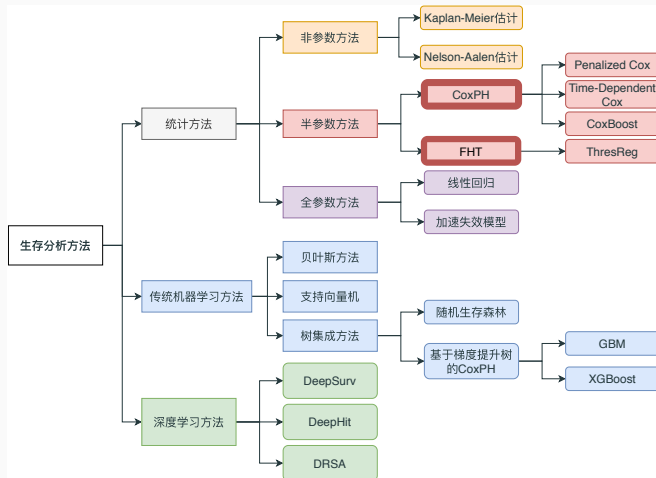 生存分析方法
统计方法
非参数方法
Kaplan-Meier估计
Nelson-Aalen估计
半参数方法
CoxPH
Penalized Cox
Time-Dependent
Cox
CoxBoost
FHT
ThresReg
全参数方法
线性回归
加速失效模型
传统机器学习方法
贝叶斯方法
支持向量机
树集成方法
随机生存森林
基于梯度提升树
的CoxPH
GBM
XGBoost
深度学习方法
DeepSurv
DeepHit
DRSA